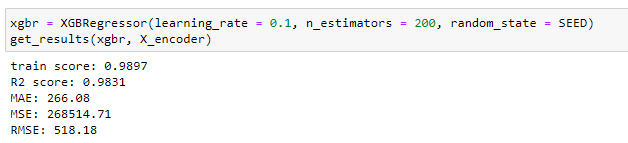 xgbr = XGBRegressor(learning_rate = 0.1, n_estimators = 200, random_state = SEED)
get_results(xgbr, X_encoder)
train score: 0.9897
R2 score: 0.9831
MAE: 266.08
MSE: 268514.71
RMSE: 518.18